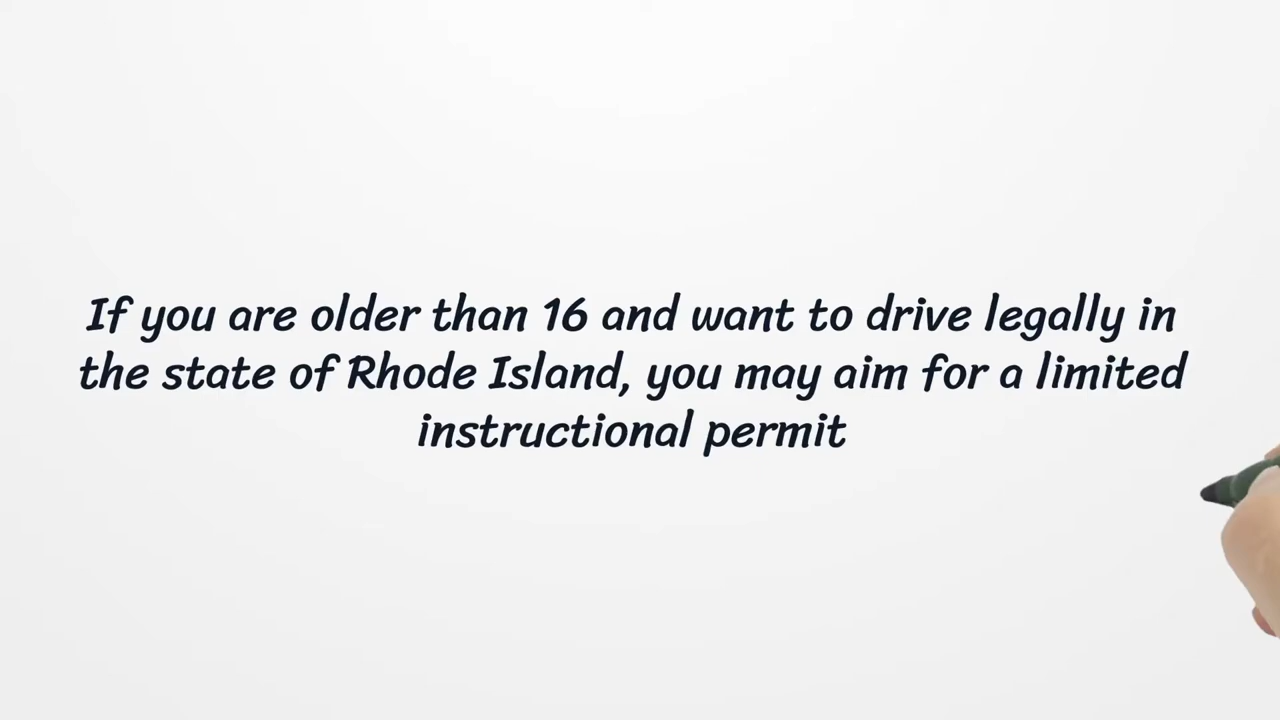 If you are older than 16 and want to drive legally in
the state of Rhode Island, you may aim for a limited
instructional permit